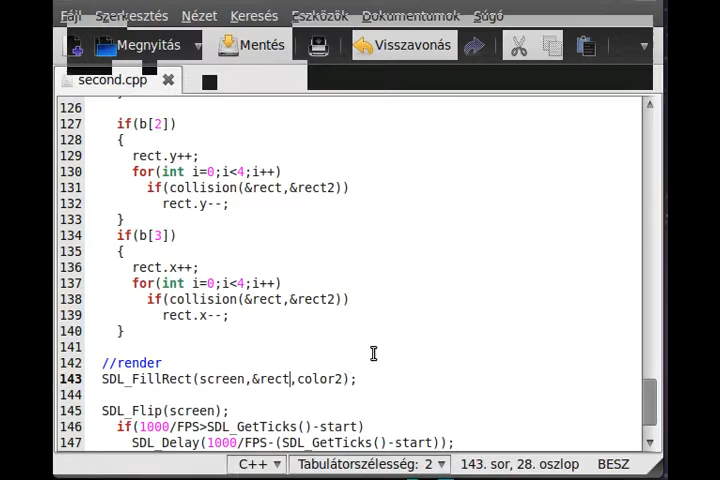 Fájl Szerkesztés Nézet Keresés Eszközök Dokumentumok Súgó
Megnyitás Mentés Visszavonás
second.cpp
126
127 if(b[2])
128 {
129 rect.y++;
130 for(int i=0;i<4;i++)
131 if(collision(&rect,&rect2))
132 rect.y--;
133 }
134 if(b[3])
135 {
136 rect.x++;
137 for(int i=0;i<4;i++)
138 if(collision(&rect,&rect2))
139 rect.x--;
140 }
141
142 //render
143 SDL_FillRect(screen,&rect,color2);
144
145 SDL_Flip(screen);
146 if(1000/FPS>SDL_GetTicks()-start)
147 SDL_Delay(1000/FPS-(SDL_GetTicks()-start));
C++ Tabulátorszélesség: 2 143. sor, 28. oszlop BESZ